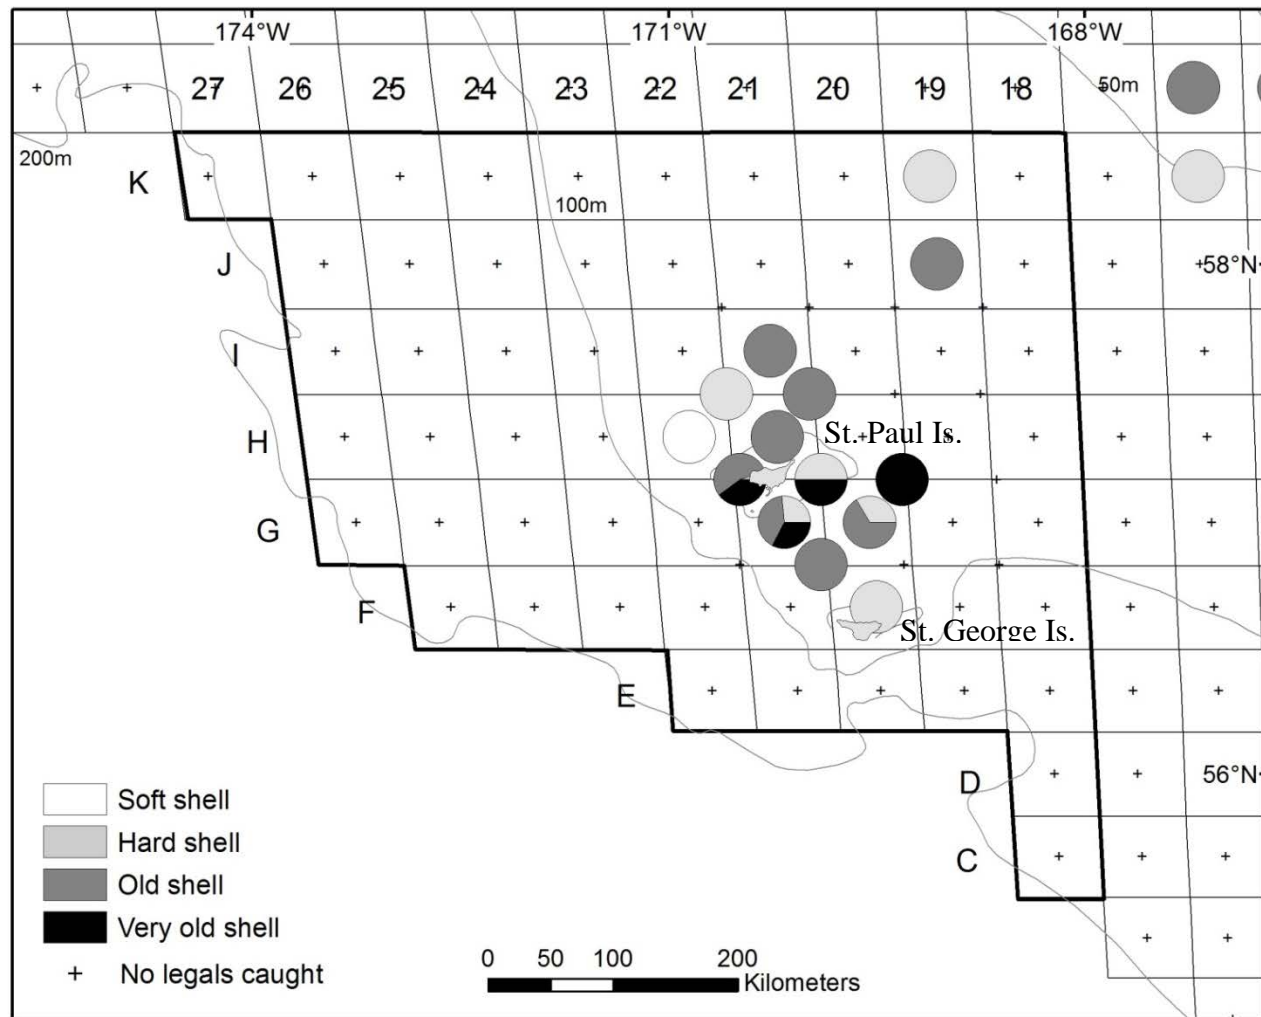 174°W 171°W 168°W
27 26 25 24 23 22 21 20 19 18 50m
200m
K
100m
J 58°N
I
H St. Paul Is.
G
F
St. George Is.
E
D 56°N
C
Soft shell
Hard shell
Old shell
Very old shell
+ No legals caught
0 50 100 200
Kilometers